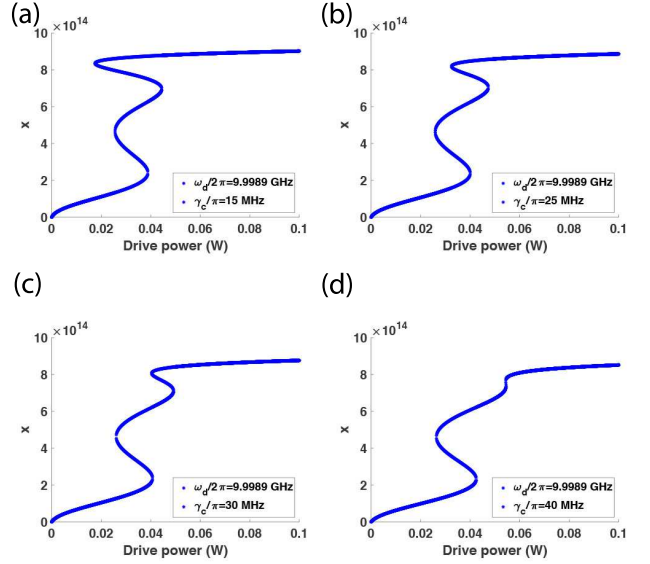 (a)
(b)
×10^14
×10^14
10
8
6
4
2
0
x
ω_d/2π=9.9989 GHz
γ_c/π=15 MHz
0 0.02 0.04 0.06 0.08 0.1
Drive power (W)
10
8
6
4
2
0
x
ω_d/2π=9.9989 GHz
γ_c/π=25 MHz
0 0.02 0.04 0.06 0.08 0.1
Drive power (W)
(c)
(d)
×10^14
×10^14
10
8
6
4
2
0
x
ω_d/2π=9.9989 GHz
γ_c/π=30 MHz
0 0.02 0.04 0.06 0.08 0.1
Drive power (W)
10
8
6
4
2
0
x
ω_d/2π=9.9989 GHz
γ_c/π=40 MHz
0 0.02 0.04 0.06 0.08 0.1
Drive power (W)